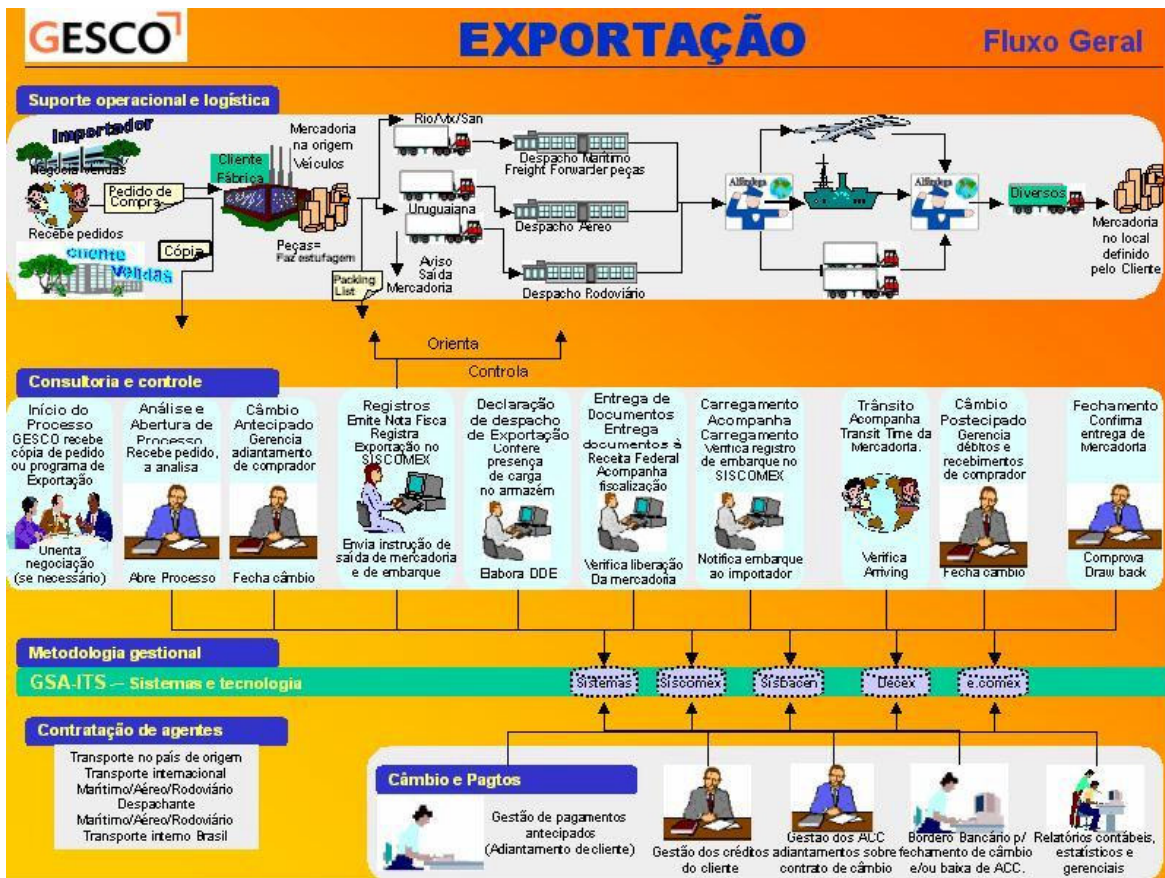 GESCO
EXPORTAÇÃO
Fluxo Geral
Suporte operacional e logística
Importador
Negocia Vendas
Recebe pedidos
cliente
Vendas
Pedido de
Compra
Cópia
Cliente
Fábrica
Mercadoria
na origem
Veículos
Peças=
Faz estufagem
Packing
List
Rio/Vix/San
Uruguaiana
Aviso
Saída
Mercadoria
Despacho Marítimo
Freight Forwarder peças
Despacho Aéreo
Despacho Rodoviário
Alfândega
Alfândega
Diversos
Mercadoria
no local
definido
pelo Cliente
Orienta
Controla
Consultoria e controle
Início do
Processo
GESCO recebe
cópia de pedido
ou programa de
Exportação
Orienta
negociação
(se necessário)
Análise e
Abertura de
Processo
Recebe pedido,
a analisa
Abre Processo
Câmbio
Antecipado
Gerencia
adiantamento
de comprador
Fecha câmbio
Registros
Emite Nota Fisca
Registra
Exportação no
SISCOMEX
Envia instrução de
saída de mercadoria
e de embarque
Declaração
de despacho
de Exportação
Confere
presença
de carga
no armazém
Elabora DDE
Entrega de
Documentos
Entrega
documentos à
Receita Federal
Acompanha
fiscalização
Verifica liberação
Da mercadoria
Carregamento
Acompanha
Carregamento
Verifica registro
de embarque no
SISCOMEX
Notifica embarque
ao importador
Trânsito
Acompanha
Transit Time da
Mercadoria.
Verifica
Arriving
Câmbio
Postecipado
Gerencia
débitos e
recebimentos
de comprador
Fecha câmbio
Fechamento
Confirma
entrega de
Mercadoria
Comprova
Draw back
Metodologia gestional
GSA-ITS — Sistemas e tecnologia
Sistemas
Siscomex
Sisbacen
Decex
e.comex
Contratação de agentes
Transporte no país de origem
Transporte internacional
Marítimo/Aéreo/Rodoviário
Despachante
Marítimo/Aéreo/Rodoviário
Transporte interno Brasil
Câmbio e Pagtos
Gestão de pagamentos
antecipados
(Adiantamento de cliente)
Gestão dos créditos
do cliente
Gestão dos ACC
adiantamentos sobre
contrato de câmbio
Borderô Bancário p/
fechamento de câmbio
e/ou baixa de ACC.
Relatórios contábeis,
estatísticos e
gerenciais